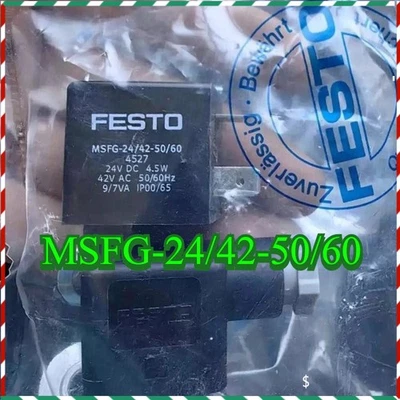 FESTO
MSFG-24/42-50/60
4527
24V DC 4.5W
42V AC 50/60Hz
9/7VA IP00/65
Zuverlässig · Bewährt ·
FESTO
MSFG-24/42-50/60
FESTO
$